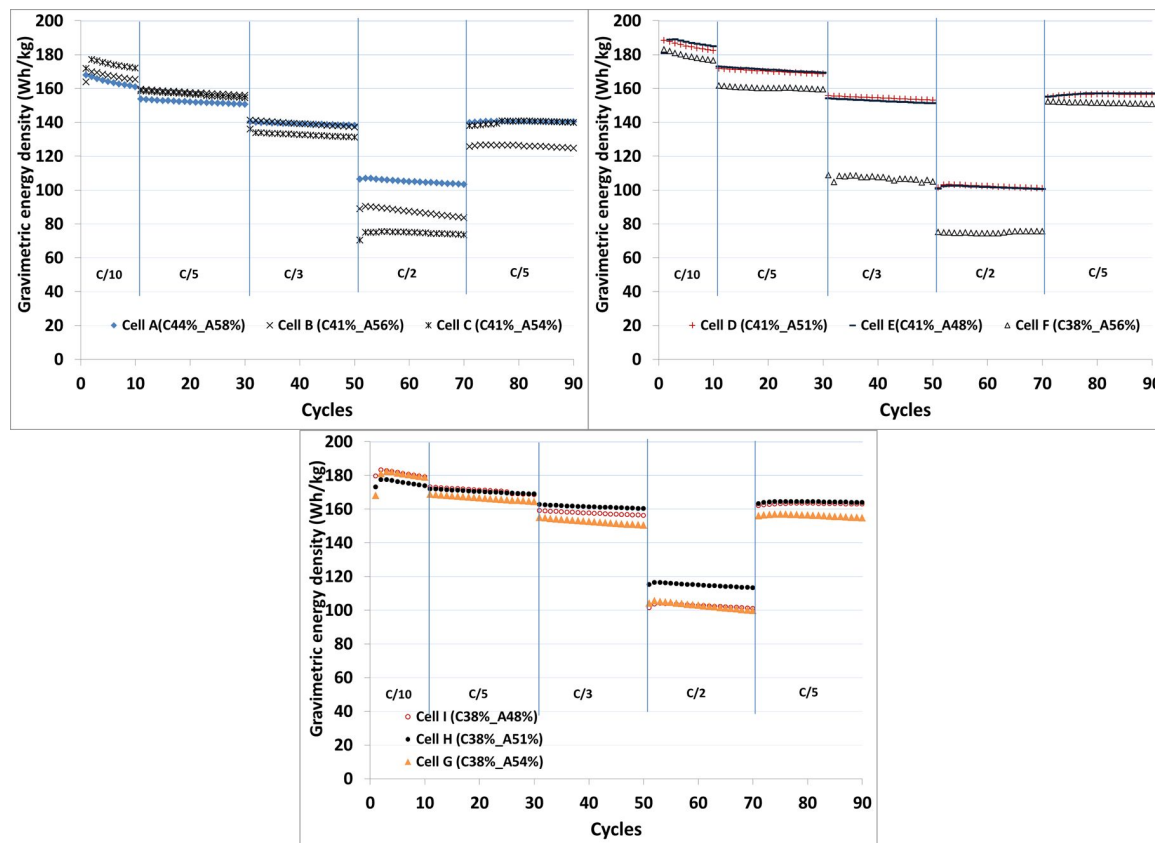 Gravimetric energy density (Wh/kg)
200
180
160
140
120
100
80
60
40
20
0
C/10
C/5
C/3
C/2
C/5
Cell A(C44%_A58%)
Cell B (C41%_A56%)
Cell C (C41%_A54%)
0
10
20
30
40
50
60
70
80
90
Cycles
Gravimetric energy density (Wh/kg)
200
180
160
140
120
100
80
60
40
20
0
C/10
C/5
C/3
C/2
C/5
Cell D (C41%_A51%)
Cell E(C41%_A48%)
Cell F (C38%_A56%)
0
10
20
30
40
50
60
70
80
90
Cycles
Gravimetric energy density (Wh/kg)
200
180
160
140
120
100
80
60
40
20
0
C/10
C/5
C/3
C/2
C/5
Cell I (C38%_A48%)
Cell H (C38%_A51%)
Cell G (C38%_A54%)
0
10
20
30
40
50
60
70
80
90
Cycles